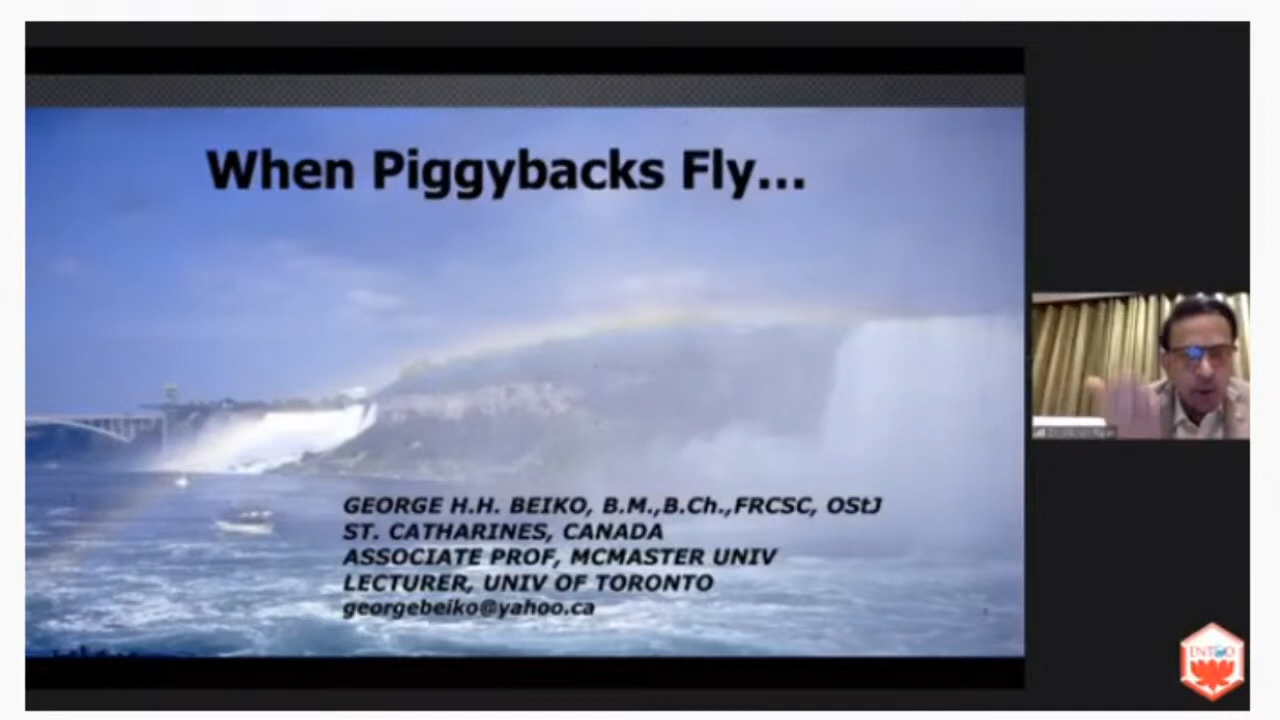 When Piggybacks Fly...
GEORGE H.H. BEIKO, B.M.,B.Ch.,FRCSC, OStJ
ST. CATHARINES, CANADA
ASSOCIATE PROF, MCMASTER UNIV
LECTURER, UNIV OF TORONTO
georgebeiko@yahoo.ca